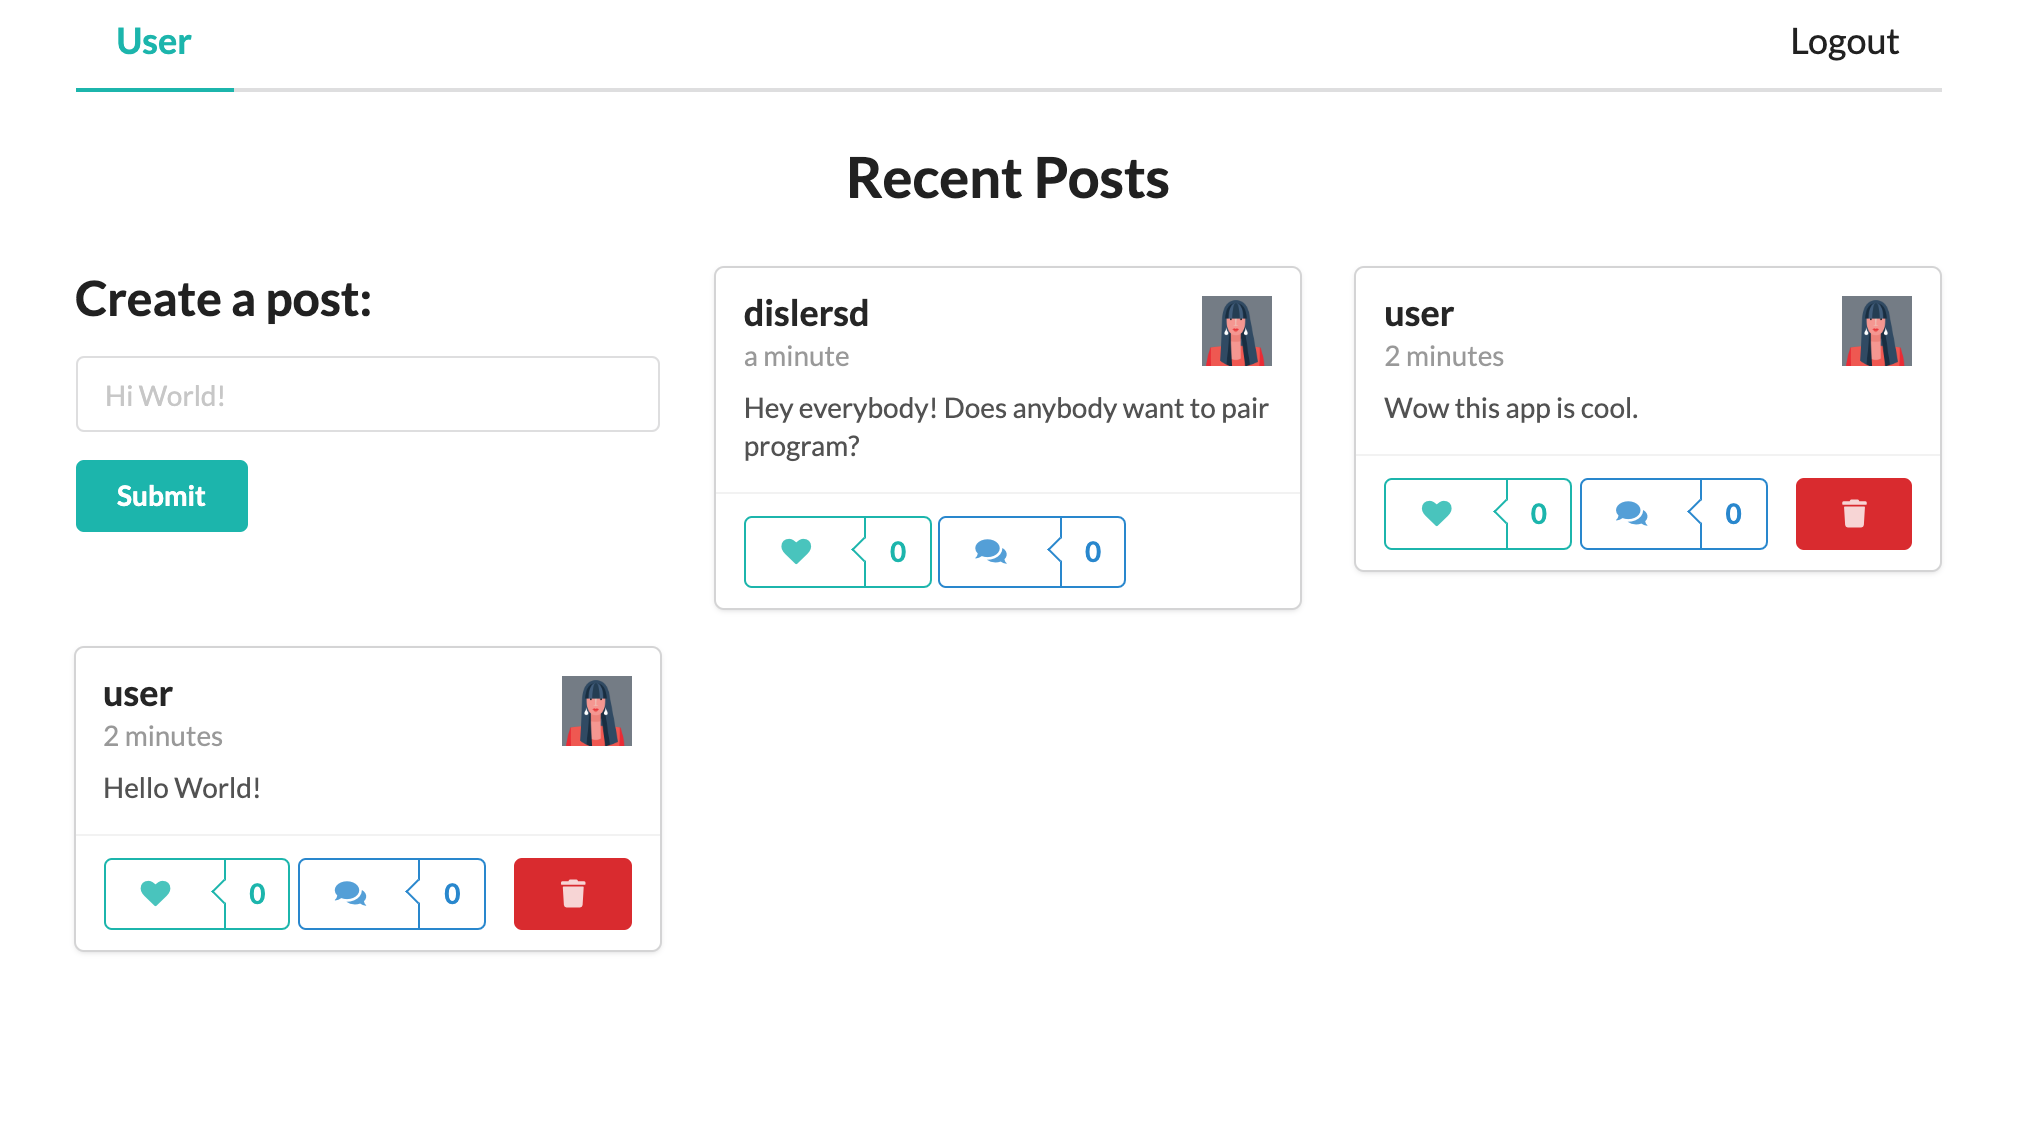 User
Logout
Recent Posts
Create a post:
Hi World!
Submit
dislersd
a minute
Hey everybody! Does anybody want to pair
program?
0
0
user
2 minutes
Wow this app is cool.
0
0
user
2 minutes
Hello World!
0
0